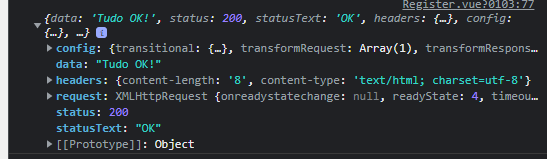 Register.vue?0103:77
{data: 'Tudo OK!', status: 200, statusText: 'OK', headers: {…}, config:
{…}, …} i
config: {transitional: {…}, transformRequest: Array(1), transformRespons…
data: "Tudo OK!"
headers: {content-length: '8', content-type: 'text/html; charset=utf-8'}
request: XMLHttpRequest {onreadystatechange: null, readyState: 4, timeou…
status: 200
statusText: "OK"
[[Prototype]]: Object